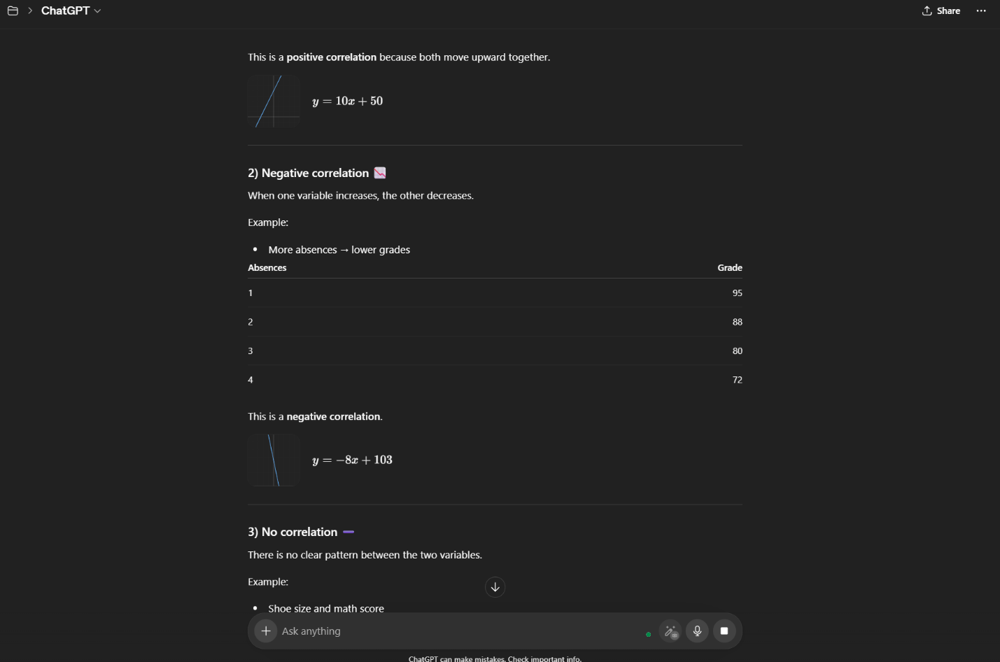 ChatGPT
Share
This is a positive correlation because both move upward together.
y = 10x + 50
2) Negative correlation 📉
When one variable increases, the other decreases.
Example:
• More absences → lower grades
Absences Grade
1 95
2 88
3 80
4 72
This is a negative correlation.
y = −8x + 103
3) No correlation ➖
There is no clear pattern between the two variables.
Example:
• Shoe size and math score
Ask anything
ChatGPT can make mistakes. Check important info.